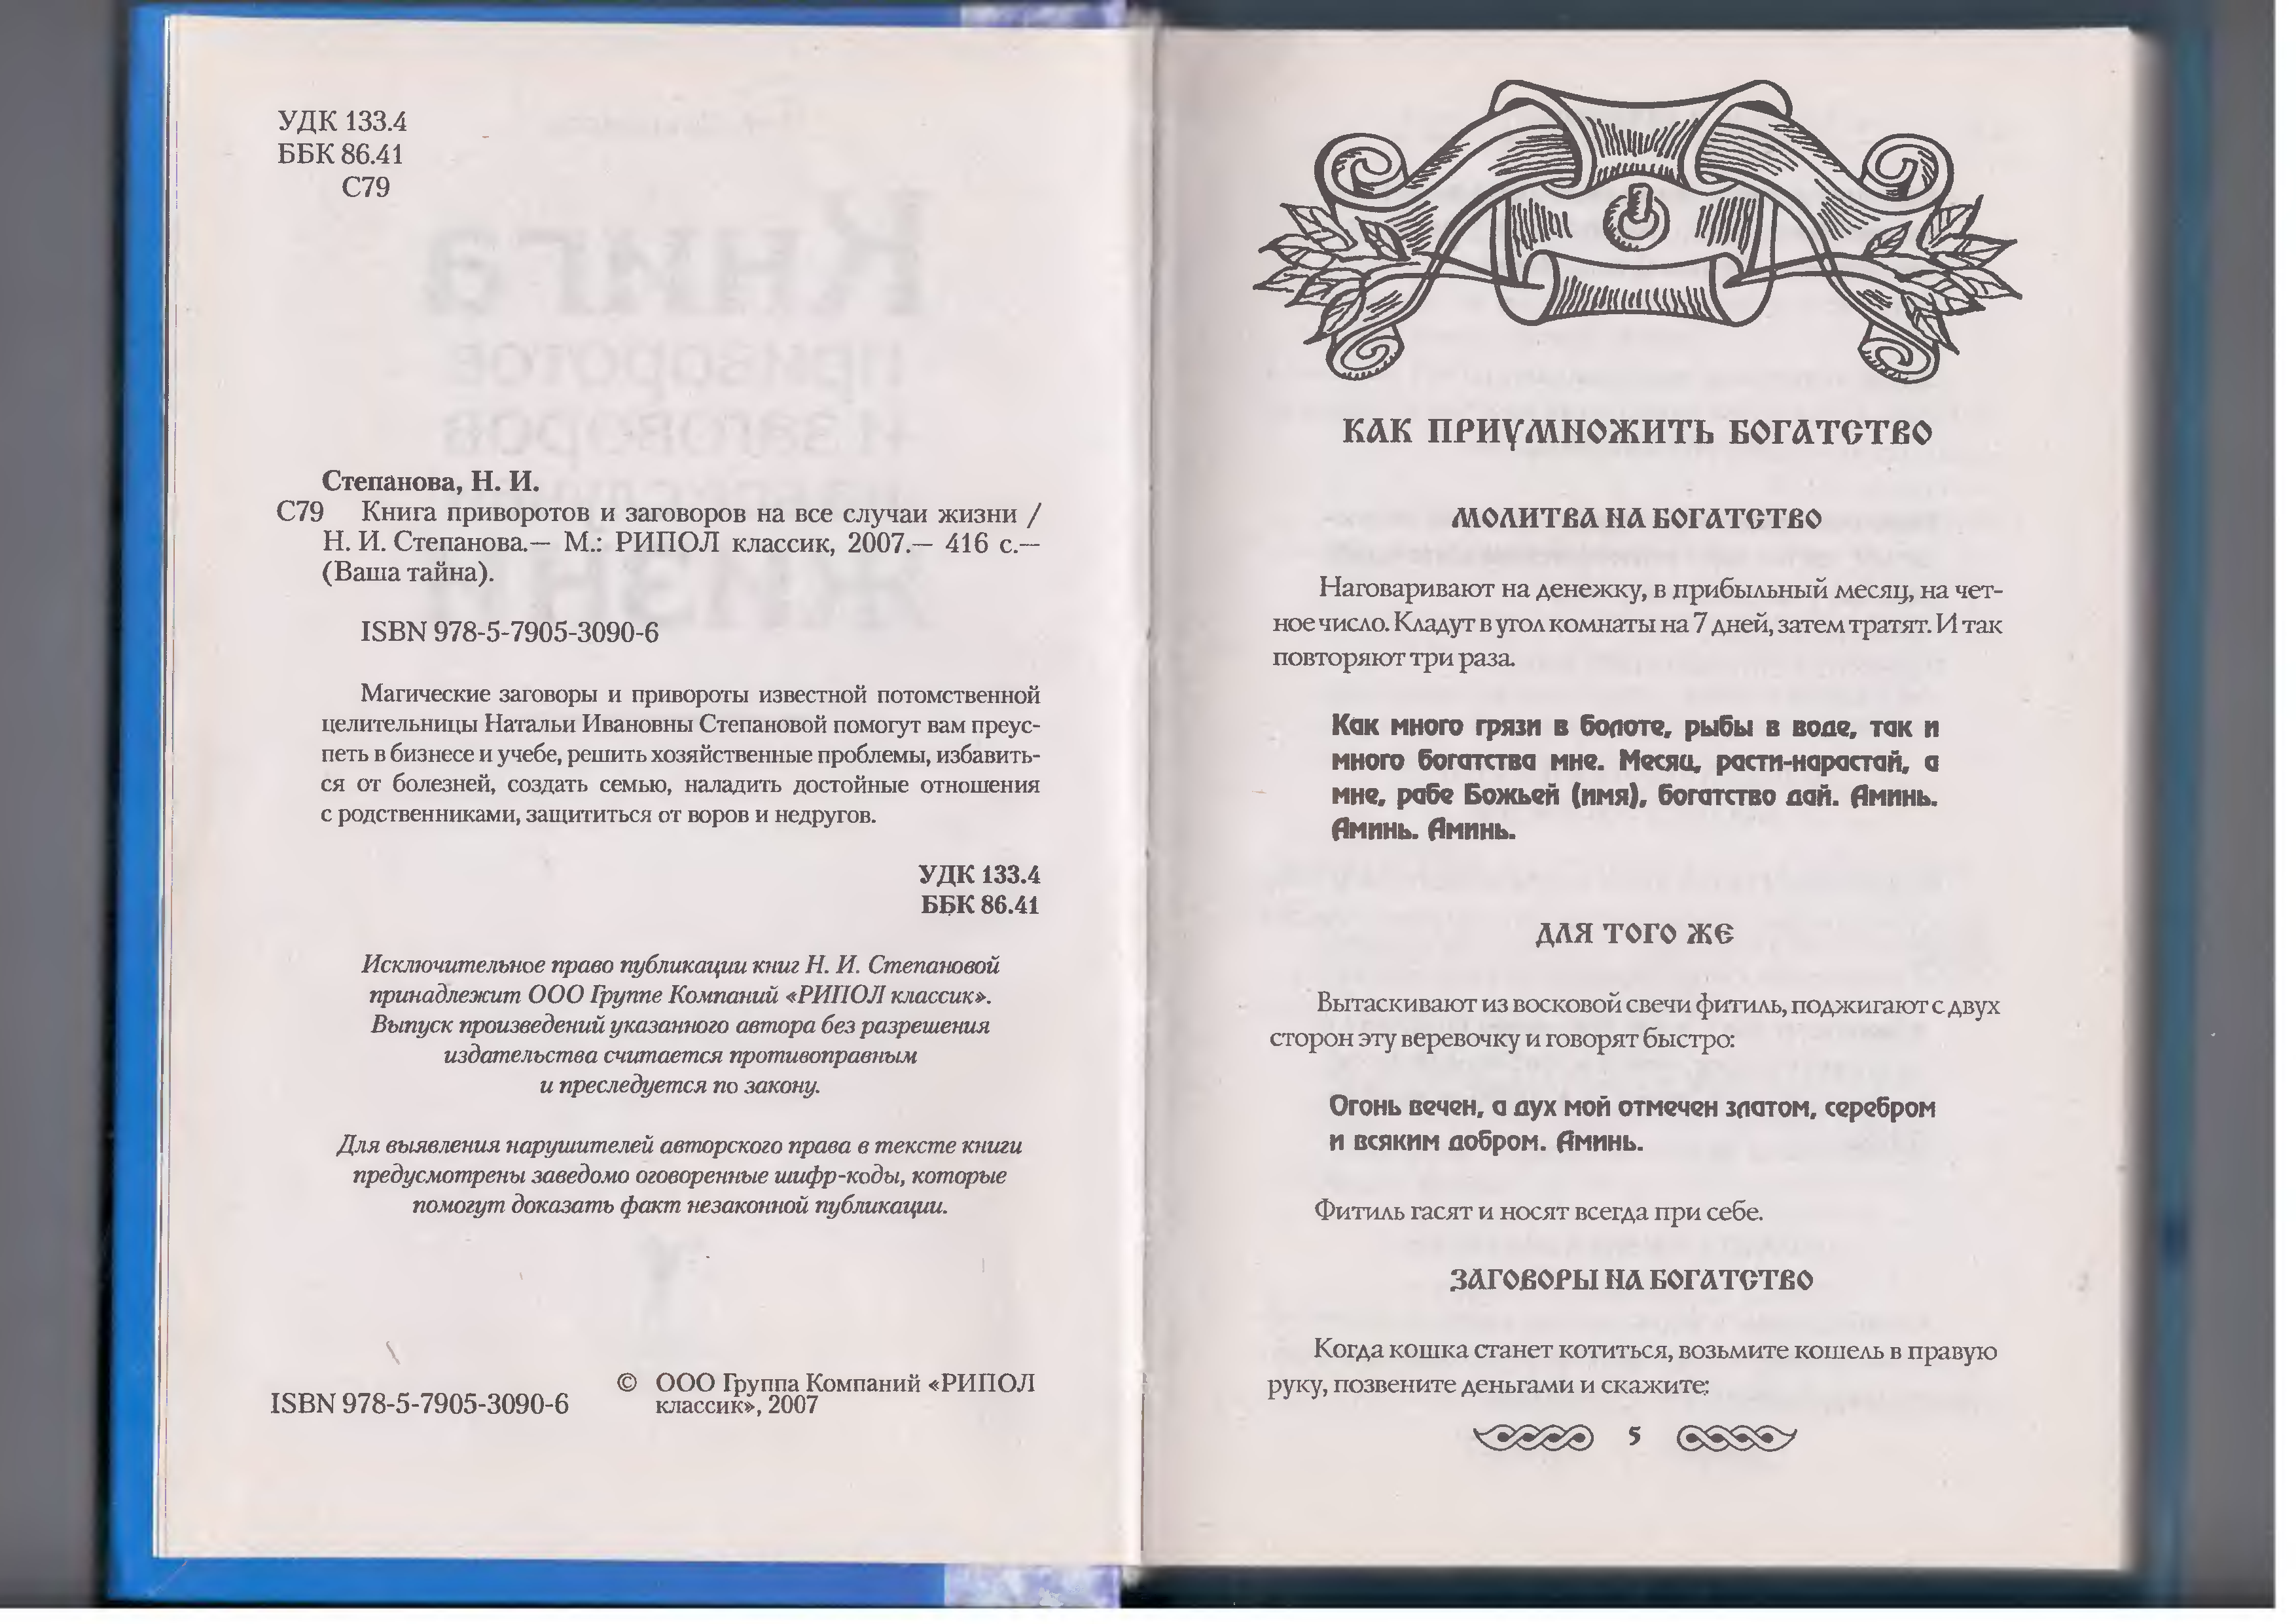 УДК 133.4
ББК 86.41
С79
Степанова, Н. И.
С79 Книга приворотов и заговоров на все случаи жизни /
Н. И. Степанова.— М.: РИПОЛ классик, 2007.— 416 с.—
(Ваша тайна).
ISBN 978-5-7905-3090-6
Магические заговоры и привороты известной потомственной
целительницы Натальи Ивановны Степановой помогут вам преус-
петь в бизнесе и учебе, решить хозяйственные проблемы, избавить-
ся от болезней, создать семью, наладить достойные отношения
с родственниками, защититься от воров и недругов.
УДК 133.4
ББК 86.41
Исключительное право публикации книг Н. И. Степановой
принадлежит ООО Группе Компаний «РИПОЛ классик».
Выпуск произведений указанного автора без разрешения
издательства считается противоправным
и преследуется по закону.
Для выявления нарушителей авторского права в тексте книги
предусмотрены заведомо оговоренные шифр-коды, которые
помогут доказать факт незаконной публикации.
ISBN 978-5-7905-3090-6
© ООО Группа Компаний «РИПОЛ
классик», 2007
КАК ПРИУМНОЖИТЬ БОГАТСТВО
МОЛИТВА НА БОГАТСТВО
Наговаривают на денежку, в прибыльный месяц, на чет-
ное число. Кладут в угол комнаты на 7 дней, затем тратят. И так
повторяют три раза.
Как много грязи в болоте, рыбы в воде, так и
много богатства мне. Месяц, расти-нарастай, а
мне, рабе Божьей (имя), богатство дай. Аминь.
Аминь. Аминь.
ДЛЯ ТОГО ЖЕ
Вытаскивают из восковой свечи фитиль, поджигают с двух
сторон эту веревочку и говорят быстро:
Огонь вечен, а дух мой отмечен златом, серебром
и всяким добром. Аминь.
Фитиль гасят и носят всегда при себе.
ЗАГОВОРЫ НА БОГАТСТВО
Когда кошка станет котиться, возьмите кошель в правую
руку, позвените деньгами и скажите:
5